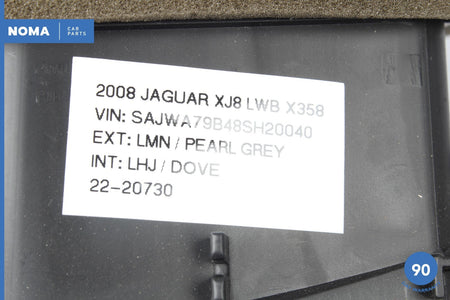 NOMA CAR PARTS
2008 JAGUAR XJ8 LWB X358
VIN: SAJWA79B48SH20040
EXT: LMN / PEARL GREY
INT: LHJ / DOVE
22-20730
90